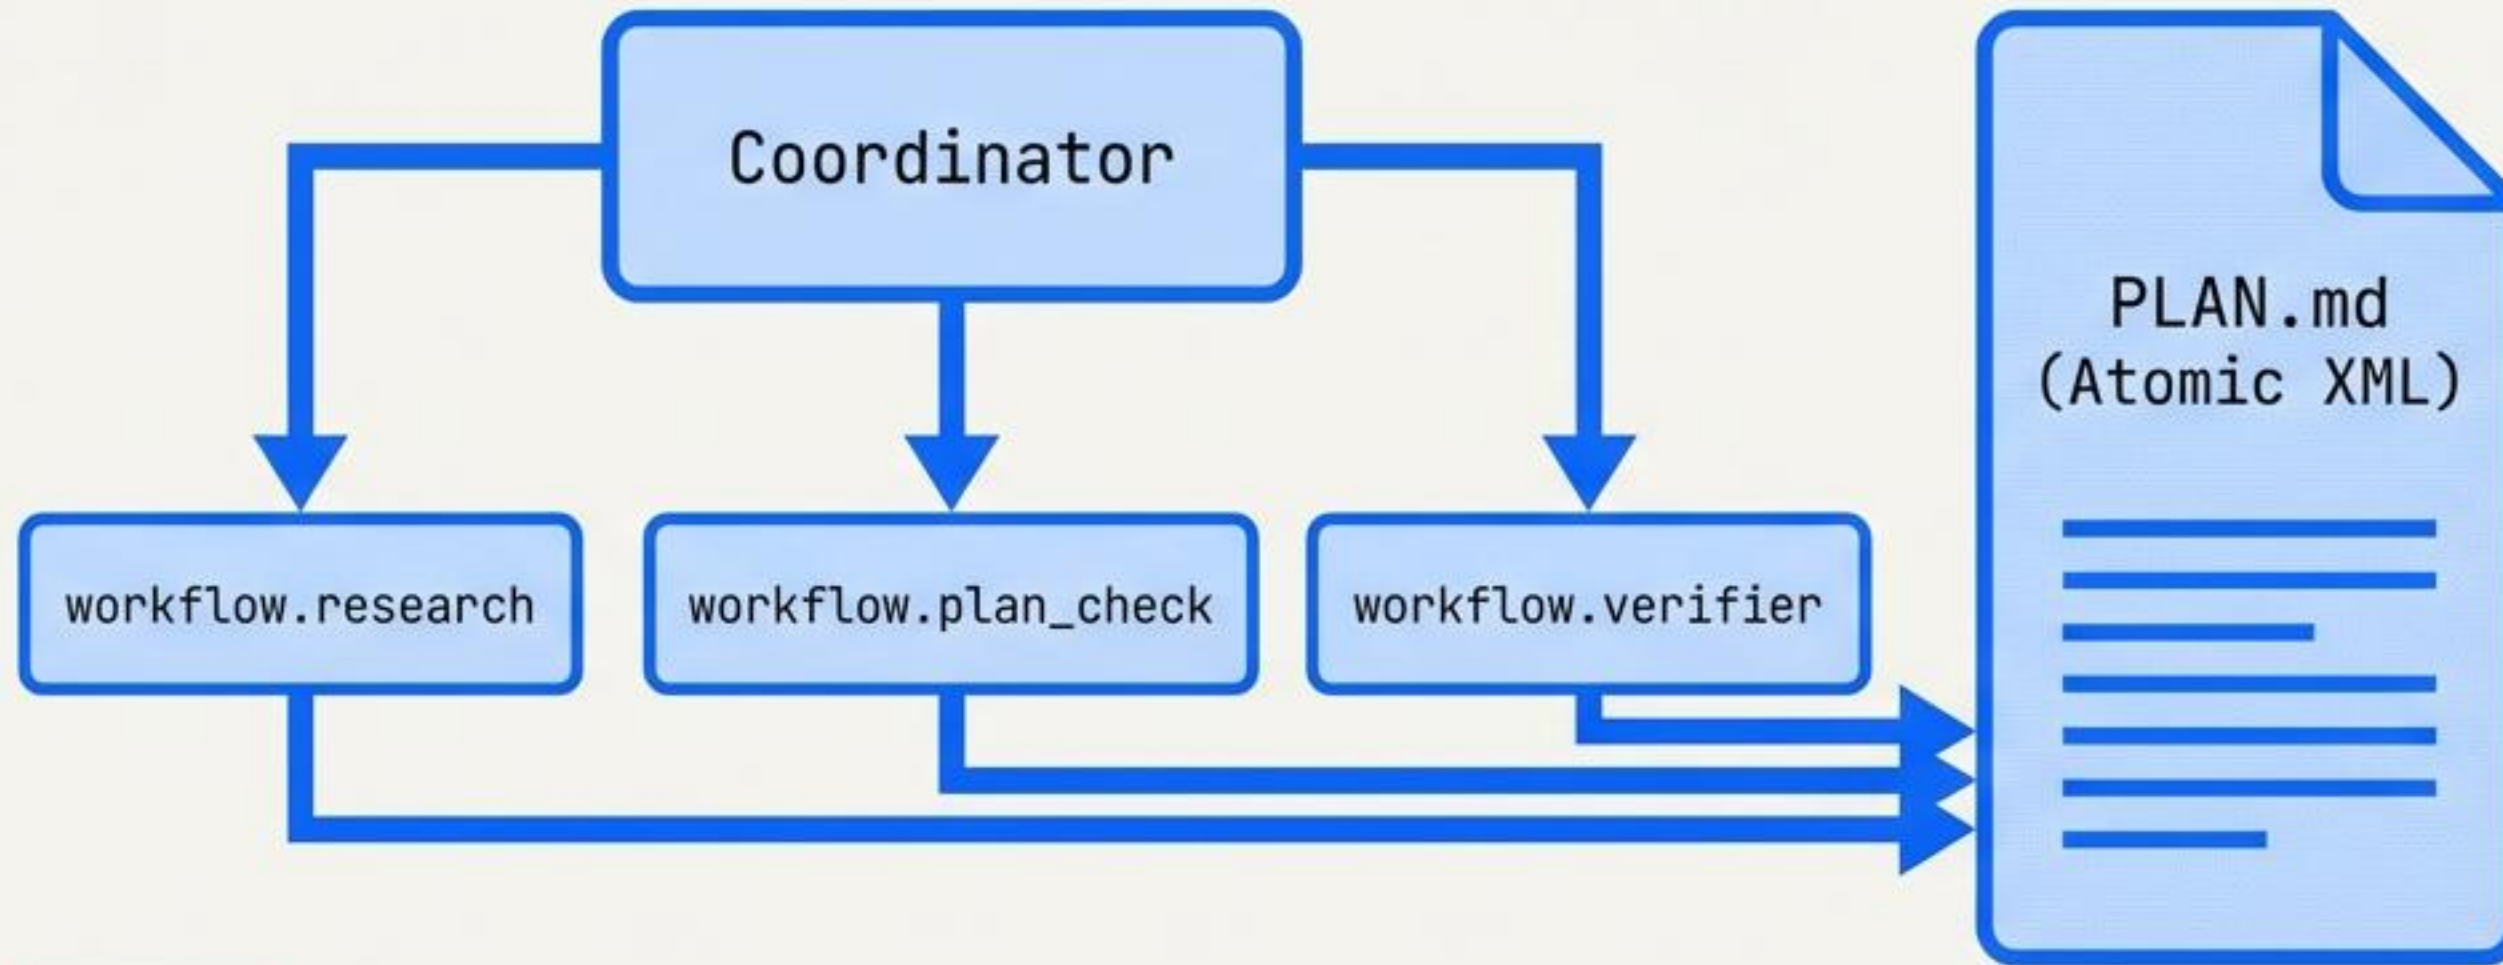 Coordinator
workflow.research
workflow.plan_check
workflow.verifier
PLAN.md
(Atomic XML)